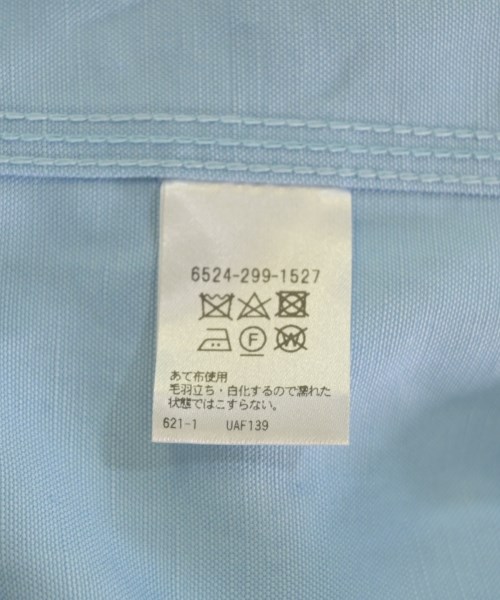 6524-299-1527
F W
あて布使用
毛羽立ち・白化するので濡れた
状態ではこすらない。
621-1 UAF139